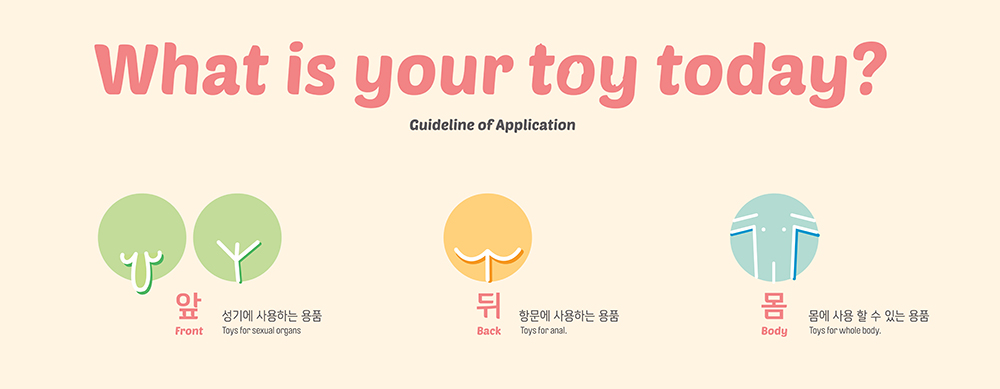 What is your toy today?
Guideline of Application
앞
Front
성기에 사용하는 용품
Toys for sexual organs
뒤
Back
항문에 사용하는 용품
Toys for anal.
몸
Body
몸에 사용 할 수 있는 용품
Toys for whole body.